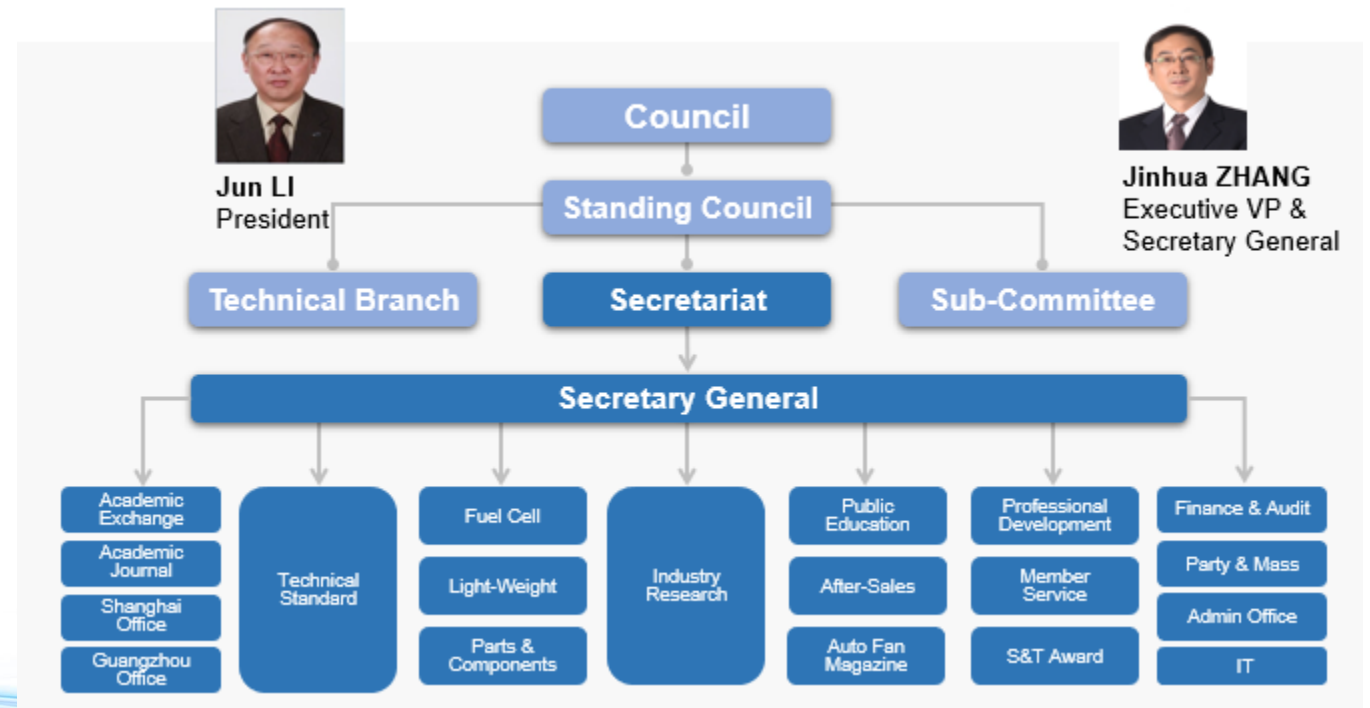 Council
Jun LI
President
Jinhua ZHANG
Executive VP &
Secretary General
Standing Council
Technical Branch
Secretariat
Sub-Committee
Secretary General
Academic
Exchange
Academic
Journal
Shanghai
Office
Guangzhou
Office
Technical
Standard
Fuel Cell
Light-Weight
Parts &
Components
Industry
Research
Public
Education
After-Sales
Auto Fan
Magazine
Professional
Development
Member
Service
S&T Award
Finance & Audit
Party & Mass
Admin Office
IT